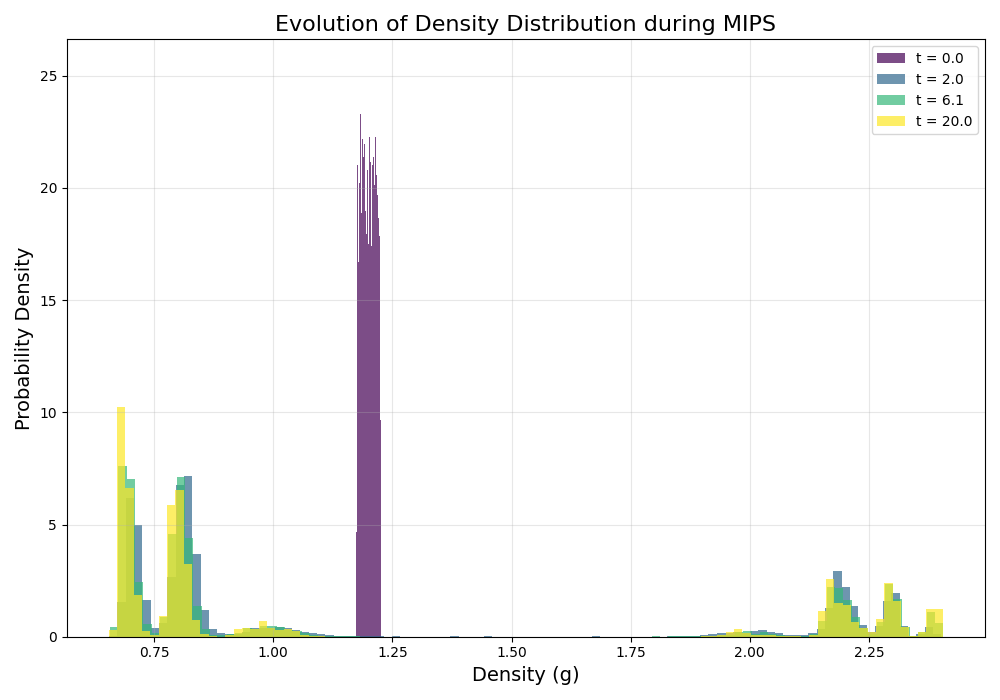 Evolution of Density Distribution during MIPS
t = 0.0
t = 2.0
t = 6.1
t = 20.0
Probability Density
25
20
15
10
5
0
0.75 1.00 1.25 1.50 1.75 2.00 2.25
Density (g)